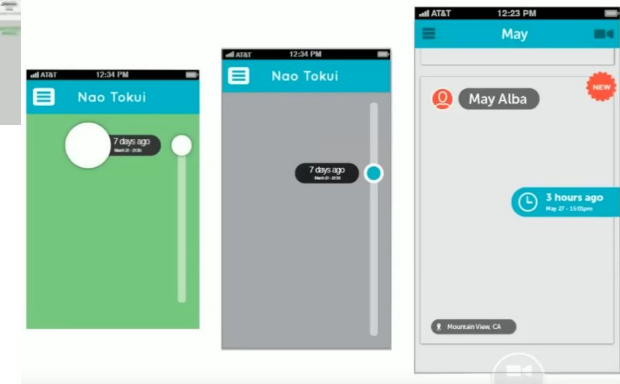 AT&T 12:34 PM
Nao Tokui
7 days ago
AT&T 12:34 PM
Nao Tokui
7 days ago
AT&T 12:23 PM
May
NEW
May Alba
3 hours ago
May 27 - 15:01pm
Mountain View, CA